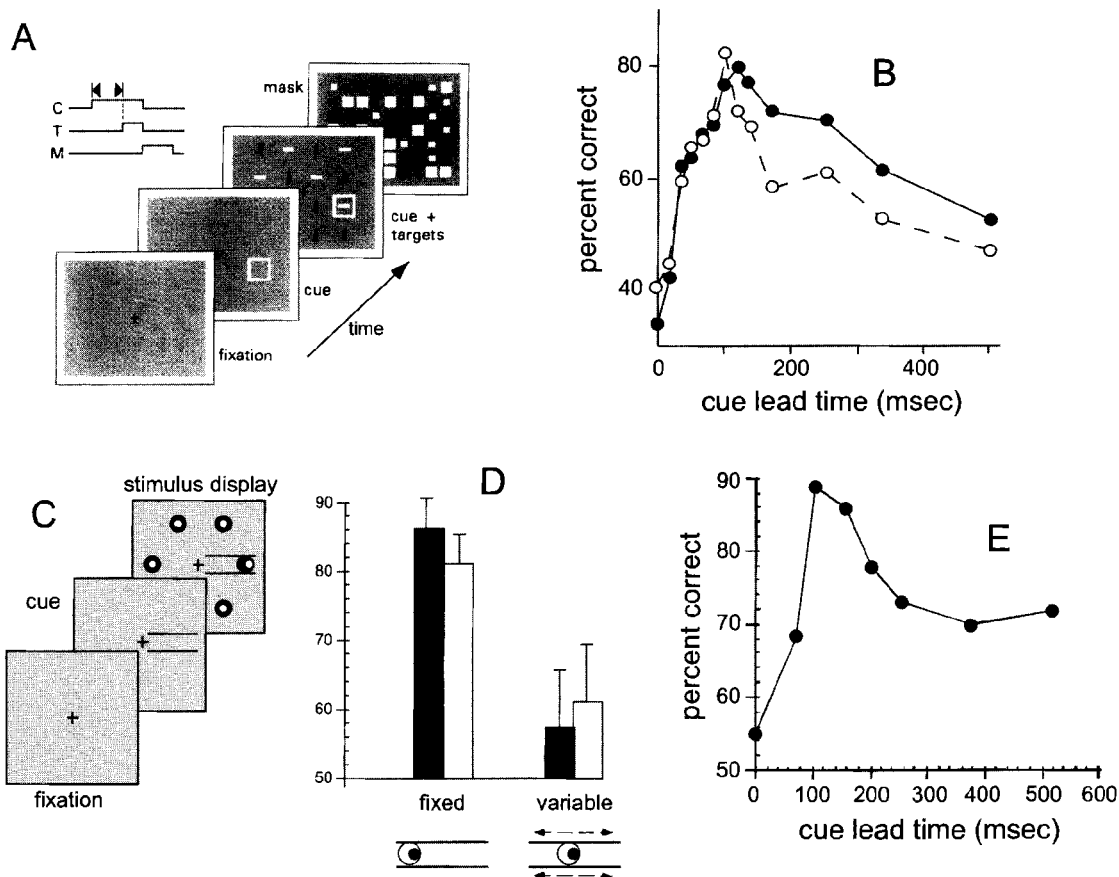 A
C
T
M
mask
cue +
targets
cue
fixation
time
B
percent correct
80
60
40
0
200
400
cue lead time (msec)
C
stimulus display
cue
fixation
D
90
80
70
60
50
fixed
variable
E
percent correct
90
80
70
60
50
0
100
200
300
400
500
600
cue lead time (msec)